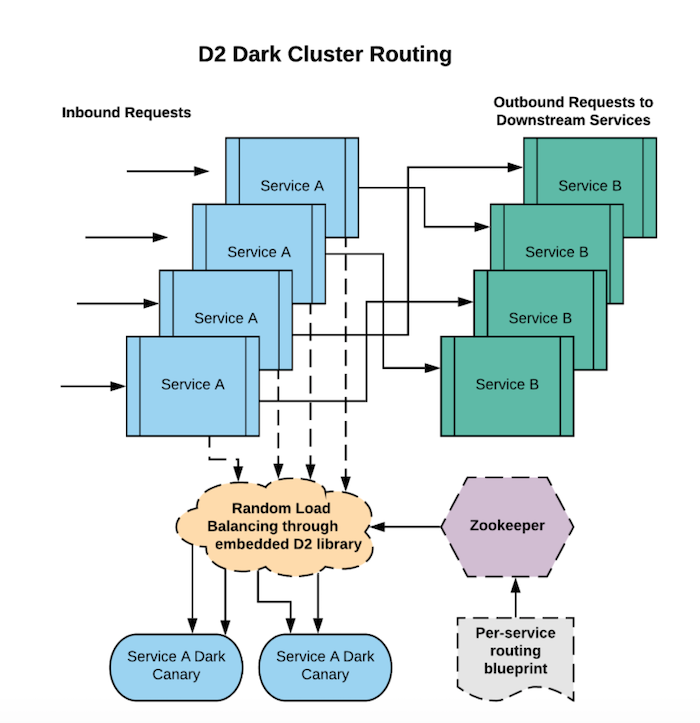 D2 Dark Cluster Routing
Inbound Requests
Outbound Requests to
Downstream Services
Service A
Service B
Service A
Service B
Service A
Service B
Service A
Service B
Random Load
Balancing through
embedded D2 library
Zookeeper
Per-service
routing
blueprint
Service A Dark
Canary
Service A Dark
Canary